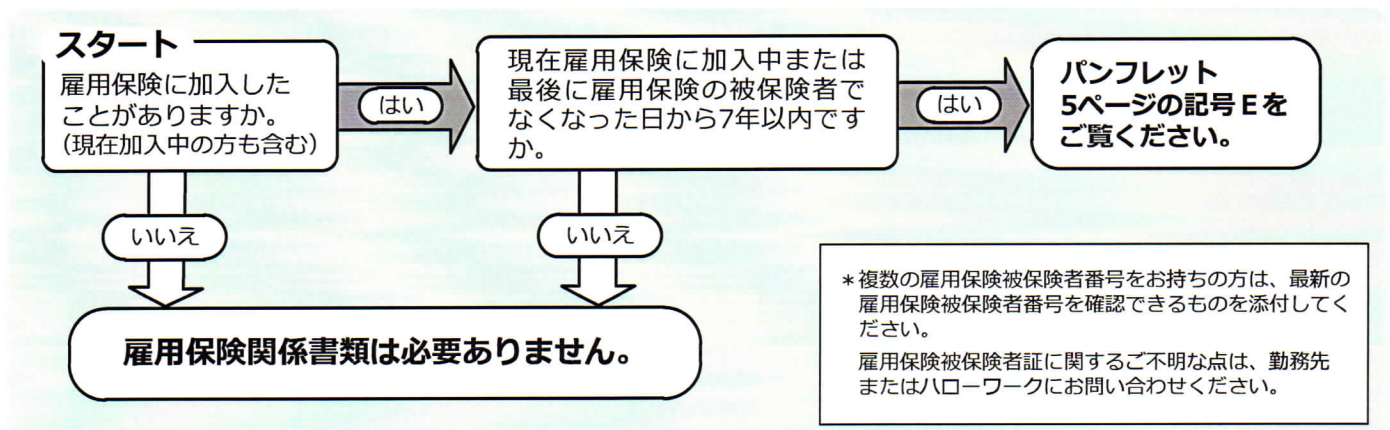 スタート
雇用保険に加入した
ことがありますか。
(現在加入中の方も含む)
はい
現在雇用保険に加入中または
最後に雇用保険の被保険者で
なくなった日から7年以内です
か。
はい
パンフレット
5ページの記号Eを
ご覧ください。
いいえ
いいえ
雇用保険関係書類は必要ありません。
*複数の雇用保険被保険者番号をお持ちの方は、最新の
雇用保険被保険者番号を確認できるものを添付してく
ださい。
雇用保険被保険者証に関するご不明な点は、勤務先
またはハローワークにお問い合わせください。